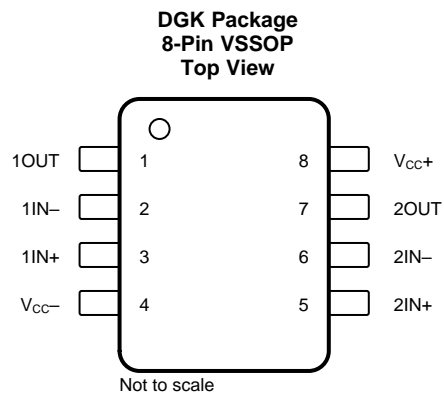 DGK Package
8-Pin VSSOP
Top View
1OUT 1 8 VCC+
1IN– 2 7 2OUT
1IN+ 3 6 2IN–
VCC– 4 5 2IN+
Not to scale